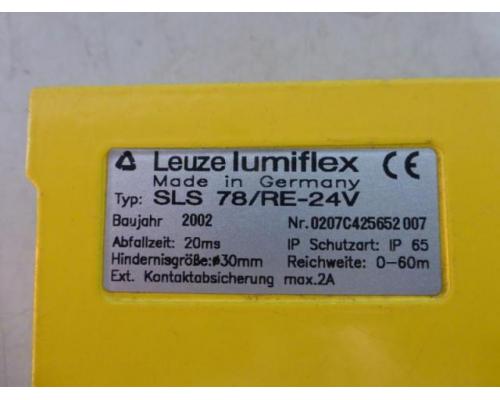 Leuze lumiflex CE
Made in Germany
Typ: SLS 78/RE-24V
Baujahr 2002 Nr.0207C425652 007
Abfallzeit: 20ms IP Schutzart: IP 65
Hindernisgröße:ø30mm Reichweite: 0-60m
Ext. Kontaktabsicherung max.2A